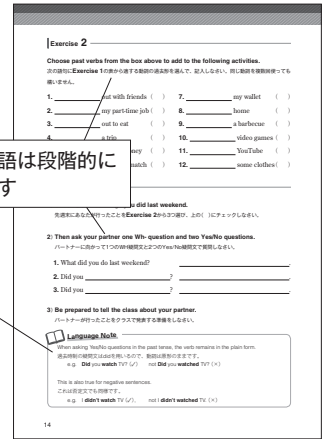 Exercise 2
Choose past verbs from the box above to add to the following activities.
次の語句にExercise 1の表から適する動詞の過去形を選んで、記入しなさい。同じ動詞を複数回使っても
構いません。
1. out with friends ( ) 7. my wallet ( )
2. my part-time job ( ) 8. home ( )
3. out to eat ( ) 9. a barbecue ( )
4. a trip 10. video games ( )
ney 11. YouTube ( )
atch ( ) 12. some clothes ( )
語は段階的に
す
did last weekend.
先週末にあなたが行ったことをExercise 2から3つ選び、上の( )にチェックしなさい。
2) Then ask your partner one Wh- question and two Yes/No questions.
パートナーに向かって1つのWH疑問文と2つのYes/No疑問文で質問しなさい。
1. What did you do last weekend? .
2. Did you ? .
3. Did you ? .
3) Be prepared to tell the class about your partner.
パートナーが行ったことをクラスで発表する準備をしなさい。
Language Note
When asking Yes/No questions in the past tense, the verb remains in the plain form.
過去時制の疑問文はdidを用いるので、動詞は原形のままです。
e.g. Did you watch TV? (✓) not Did you watched TV? (×)
This is also true for negative sentences.
これは否定文でも同様です。
e.g. I didn't watch TV (✓). not I didn't watched TV. (×)
14